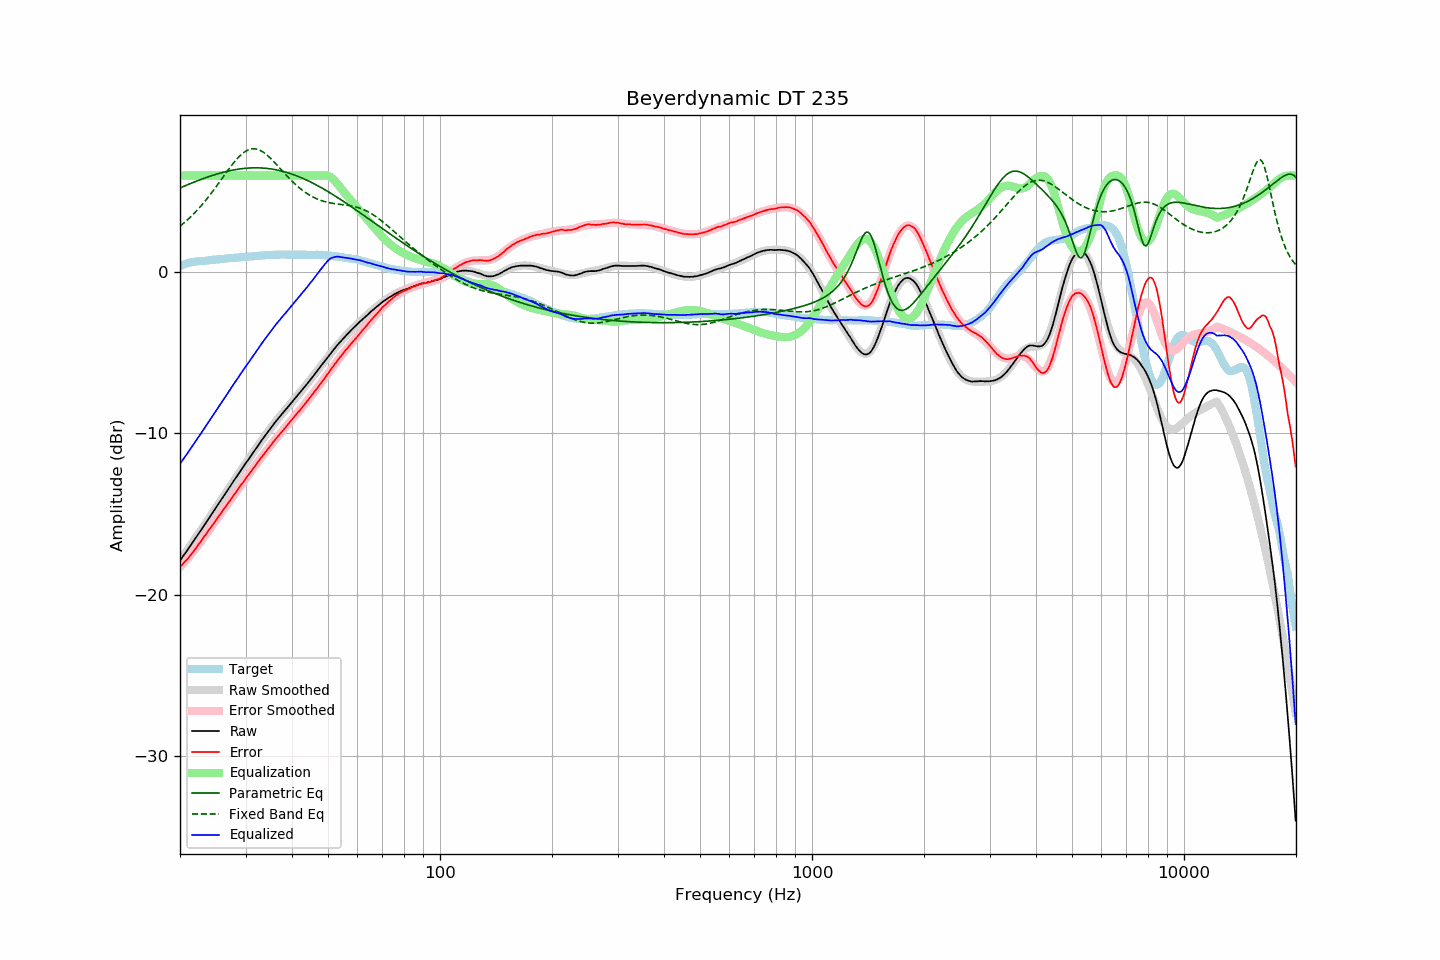 Beyerdynamic DT 235
Amplitude (dBr)
0
−10
−20
−30
Target
Raw Smoothed
Error Smoothed
Raw
Error
Equalization
Parametric Eq
Fixed Band Eq
Equalized
100 1000 10000
Frequency (Hz)